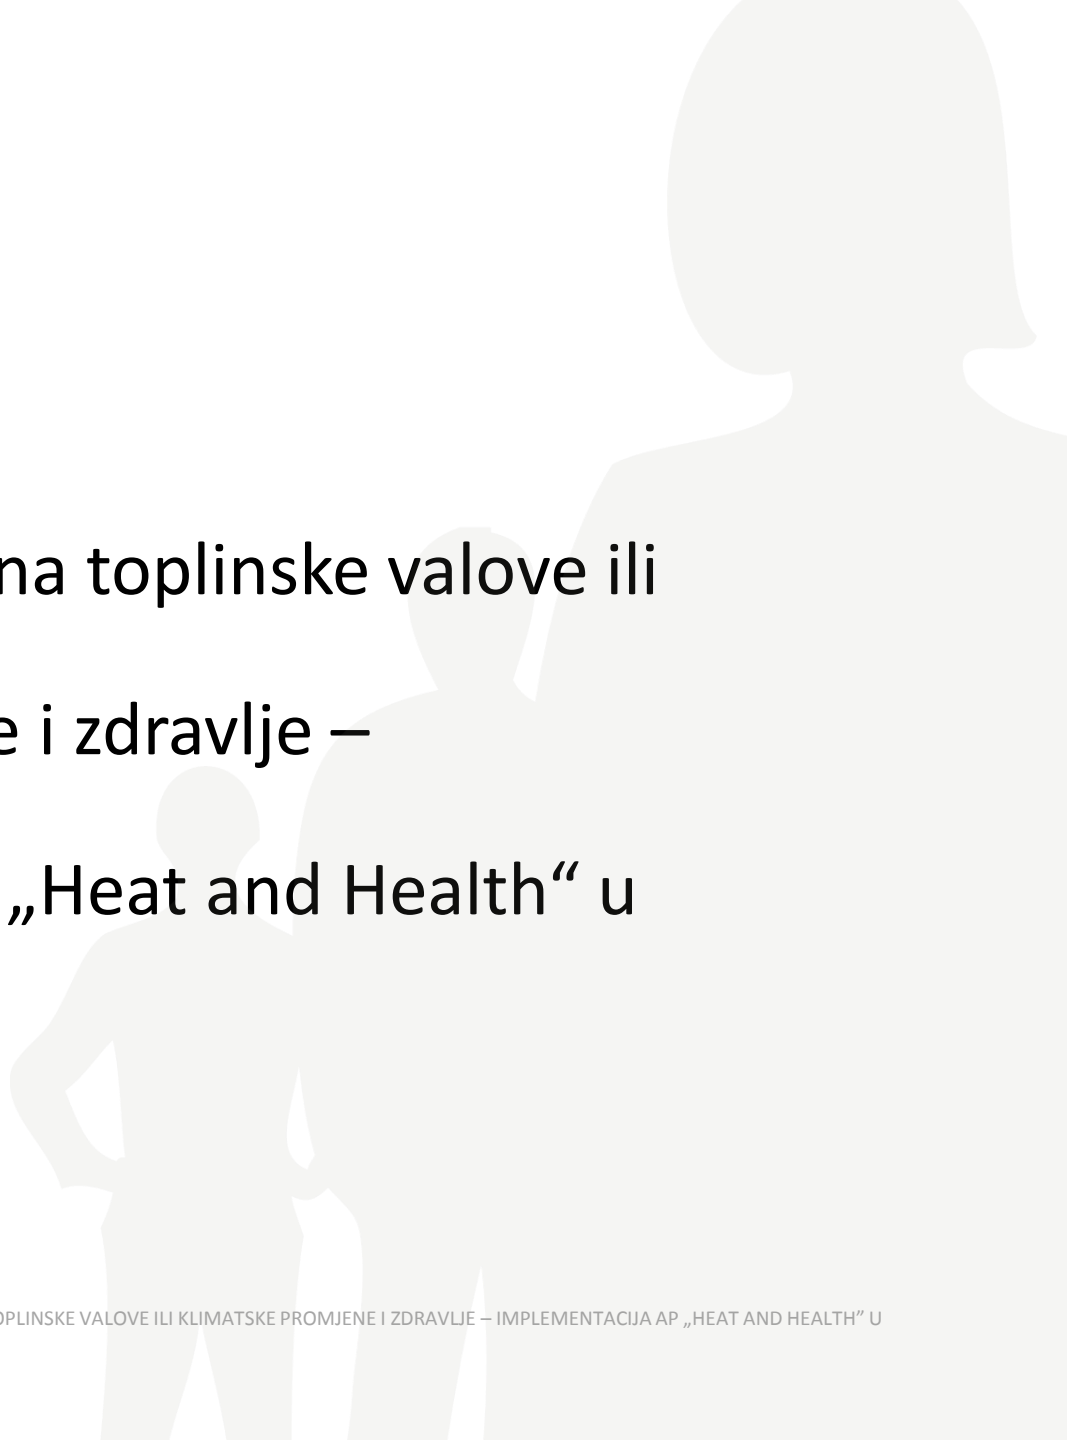 na toplinske valove ili
e i zdravlje –
„Heat and Health“ u
OPLINSKE VALOVE ILI KLIMATSKE PROMJENE I ZDRAVLJE – IMPLEMENTACIJA AP „HEAT AND HEALTH” U